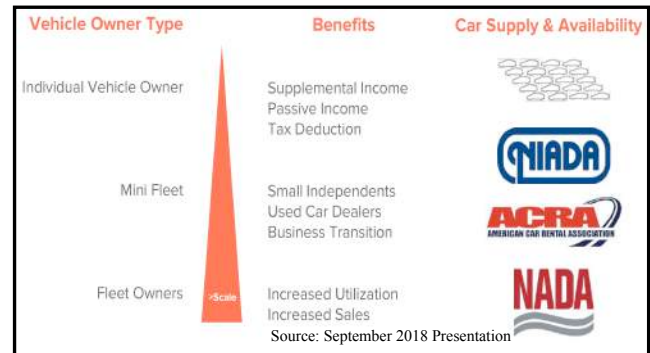 Vehicle Owner Type
Benefits
Car Supply & Availability
Individual Vehicle Owner
Supplemental Income
Passive Income
Tax Deduction
NIADA
Mini Fleet
Small Independents
Used Car Dealers
Business Transition
ACRA
AMERICAN CAR RENTAL ASSOCIATION
Fleet Owners
>Scale
Increased Utilization
Increased Sales
NADA
Source: September 2018 Presentation